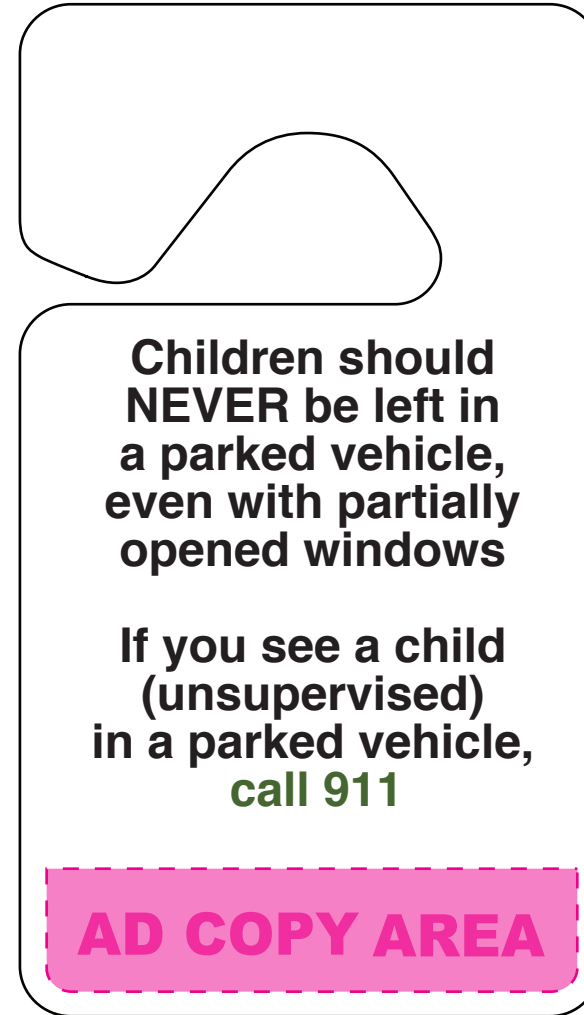 Children should
NEVER be left in
a parked vehicle,
even with partially
opened windows
If you see a child
(unsupervised)
in a parked vehicle,
call 911
AD COPY AREA